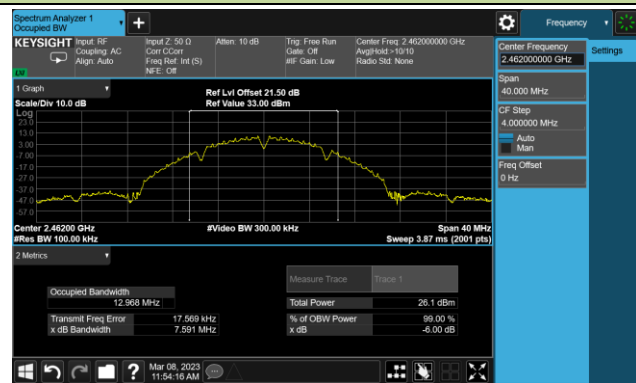 Spectrum Analyzer 1
Occupied BW
Frequency
KEYSIGHT
Input: RF
Coupling: AC
Align: Auto
Input Z: 50 Ω
Corr CCorr
Freq Ref: Int (S)
NFE: Off
Atten: 10 dB
Trig: Free Run
Gate: Off
#IF Gain: Low
Center Freq: 2.462000000 GHz
Avg|Hold:>10/10
Radio Std: None
LW
Center Frequency
2.462000000 GHz
Settings
Span
40.000 MHz
CF Step
4.000000 MHz
Auto
Man
Freq Offset
0 Hz
1 Graph
Scale/Div 10.0 dB
Ref Lvl Offset 21.50 dB
Ref Value 33.00 dBm
Log
23.0
13.0
3.00
-7.00
-17.0
-27.0
-37.0
-47.0
-57.0
Center 2.46200 GHz
#Res BW 100.00 kHz
#Video BW 300.00 kHz
Span 40 MHz
Sweep 3.87 ms (2001 pts)
2 Metrics
Measure Trace
Trace 1
Occupied Bandwidth
12.968 MHz
Total Power
26.1 dBm
Transmit Freq Error
17.569 kHz
% of OBW Power
99.00 %
x dB Bandwidth
7.591 MHz
x dB
-6.00 dB
?
Mar 08, 2023
11:54:16 AM